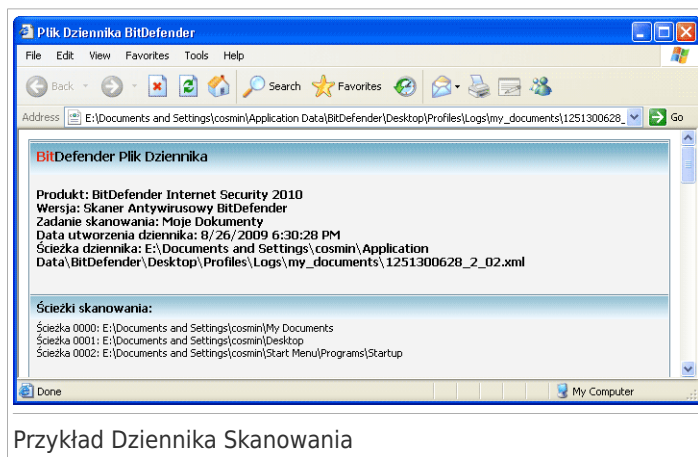 Plik Dziennika BitDefender
File Edit View Favorites Tools Help
Back Search Favorites
Address E:\Documents and Settings\cosmin\Application Data\BitDefender\Desktop\Profiles\Logs\my_documents\1251300628_ Go
BitDefender Plik Dziennika
Produkt: BitDefender Internet Security 2010
Wersja: Skaner Antywirusowy BitDefender
Zadanie skanowania: Moje Dokumenty
Data utworzenia dziennika: 8/26/2009 6:30:28 PM
Ścieżka dziennika: E:\Documents and Settings\cosmin\Application
Data\BitDefender\Desktop\Profiles\Logs\my_documents\1251300628_2_02.xml
Ścieżki skanowania:
Ścieżka 0000: E:\Documents and Settings\cosmin\My Documents
Ścieżka 0001: E:\Documents and Settings\cosmin\Desktop
Ścieżka 0002: E:\Documents and Settings\cosmin\Start Menu\Programs\Startup
Done My Computer
Przykład Dziennika Skanowania